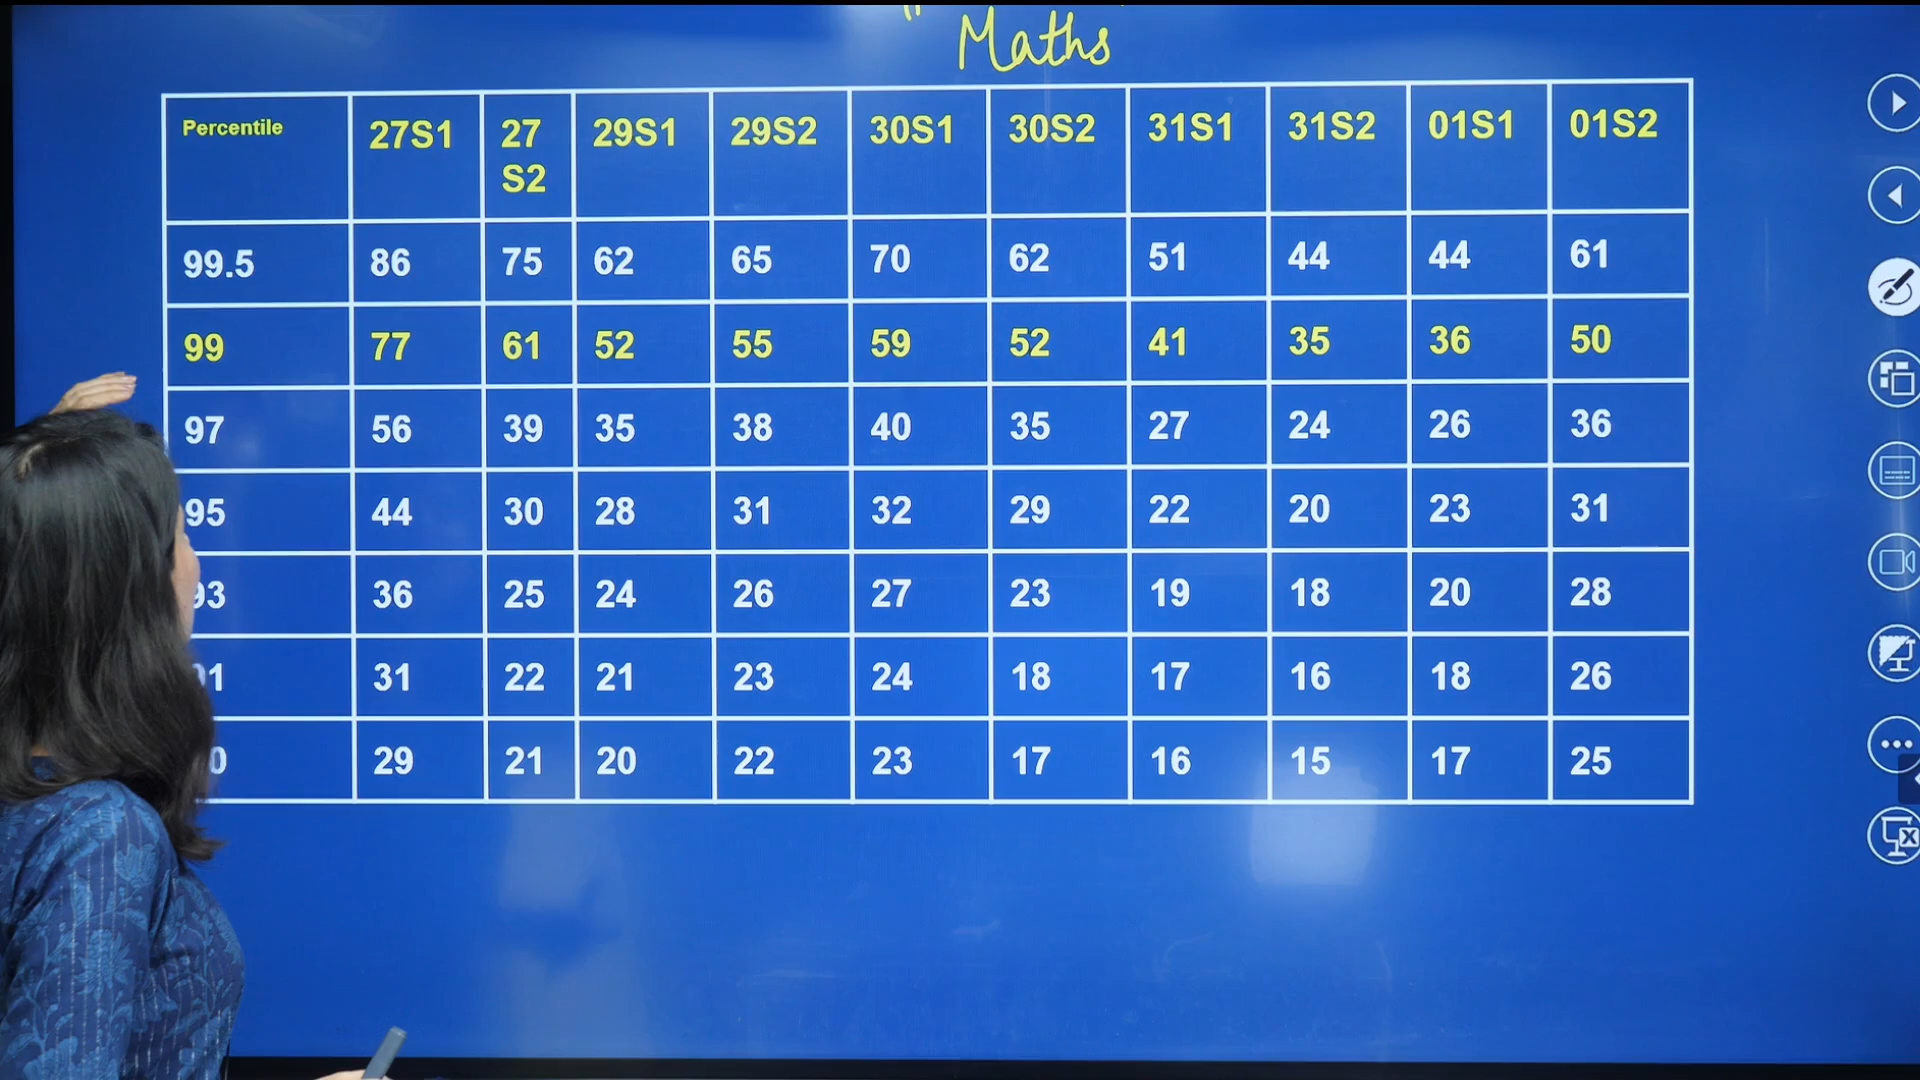 Maths
Percentile 27S1 27 S2 29S1 29S2 30S1 30S2 31S1 31S2 01S1 01S2
99.5 86 75 62 65 70 62 51 44 44 61
99 77 61 52 55 59 52 41 35 36 50
97 56 39 35 38 40 35 27 24 26 36
95 44 30 28 31 32 29 22 20 23 31
93 36 25 24 26 27 23 19 18 20 28
91 31 22 21 23 24 18 17 16 18 26
0 29 21 20 22 23 17 16 15 17 25